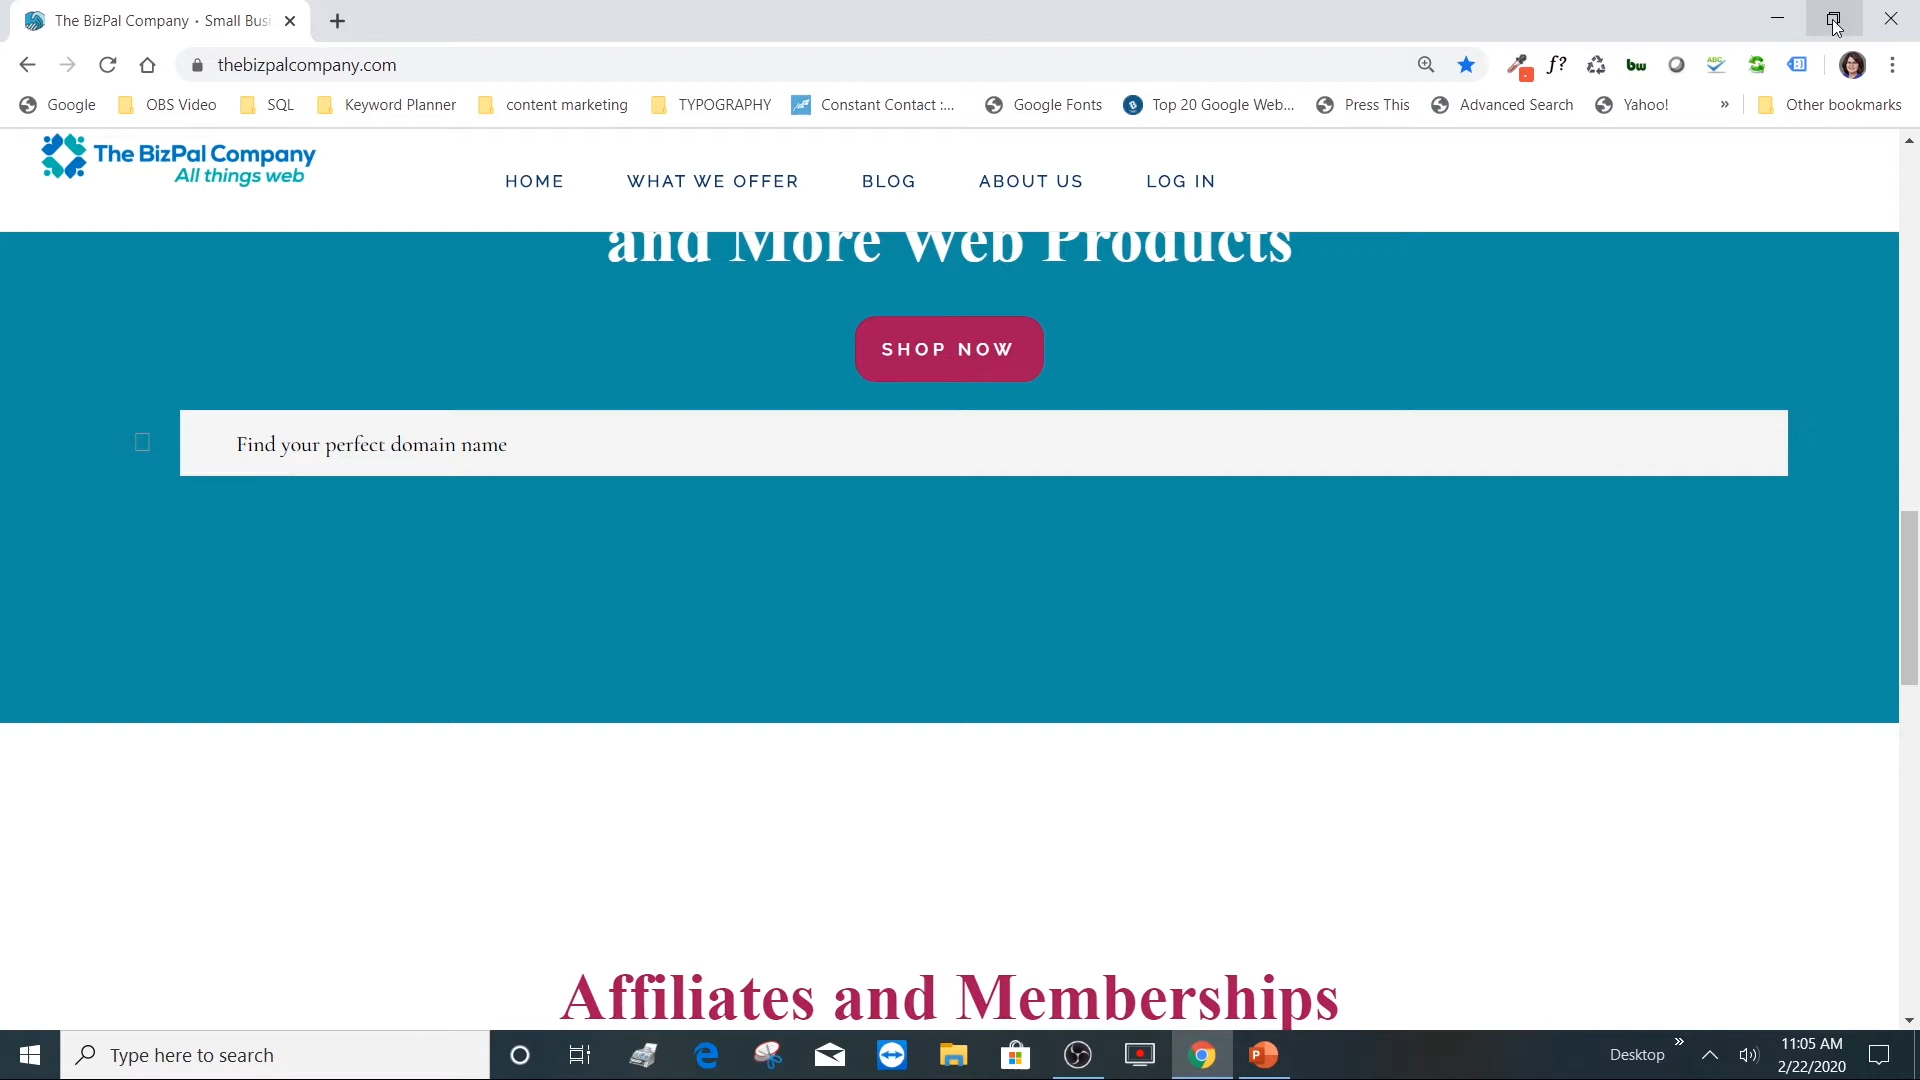 The BizPal Company • Small Busi
thebizpalcompany.com
f?
bw
ABC
Google
OBS Video
SQL
Keyword Planner
content marketing
TYPOGRAPHY
Constant Contact :...
Google Fonts
Top 20 Google Web...
Press This
Advanced Search
Yahoo!
»
Other bookmarks
The BizPal Company
All things web
HOME
WHAT WE OFFER
BLOG
ABOUT US
LOG IN
and More Web Products
SHOP NOW
Find your perfect domain name
Affiliates and Memberships
Type here to search
Desktop
»
11:05 AM
2/22/2020